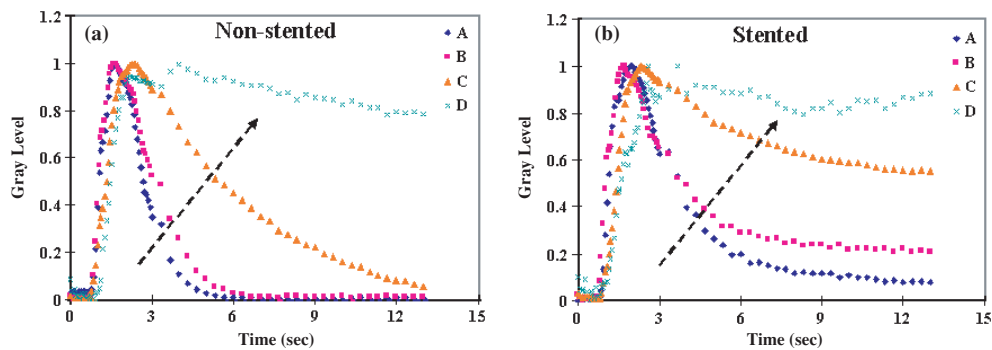 (a) Non-stented
1.2
1
0.8
0.6
0.4
0.2
0
Gray Level
0 3 6 9 12 15
Time (sec)
A
B
C
D
(b) Stented
1.2
1
0.8
0.6
0.4
0.2
0
Gray Level
0 3 6 9 12 15
Time (sec)
A
B
C
D